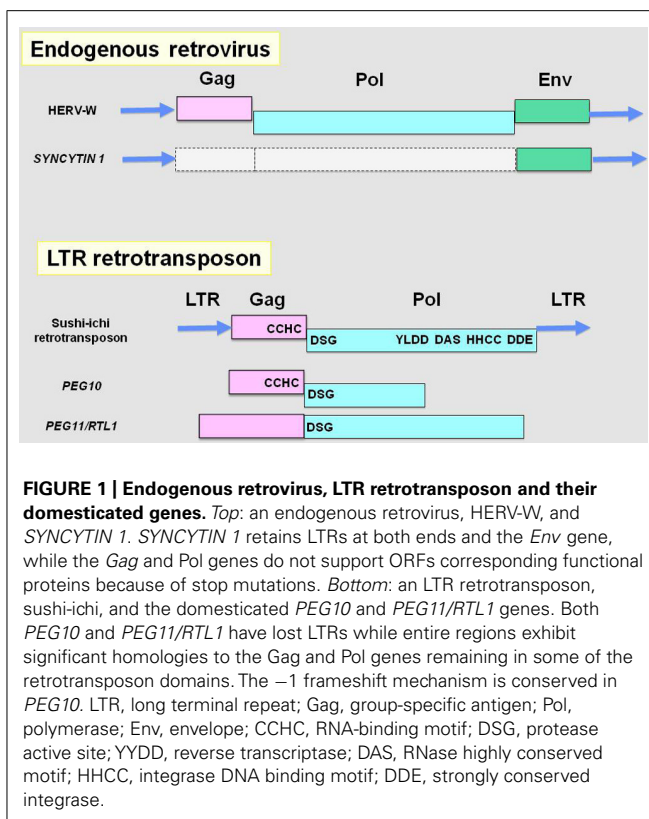 Endogenous retrovirus
Gag Pol Env
HERV-W
SYNCYTIN 1
LTR retrotransposon
LTR Gag Pol LTR
Sushi-ichi
retrotransposon
CCHC
DSG YLDD DAS HHCC DDE
PEG10
CCHC
DSG
PEG11/RTL1
DSG
FIGURE 1 | Endogenous retrovirus, LTR retrotransposon and their
domesticated genes. Top: an endogenous retrovirus, HERV-W, and
SYNCYTIN 1. SYNCYTIN 1 retains LTRs at both ends and the Env gene,
while the Gag and Pol genes do not support ORFs corresponding functional
proteins because of stop mutations. Bottom: an LTR retrotransposon,
sushi-ichi, and the domesticated PEG10 and PEG11/RTL1 genes. Both
PEG10 and PEG11/RTL1 have lost LTRs while entire regions exhibit
significant homologies to the Gag and Pol genes remaining in some of the
retrotransposon domains. The −1 frameshift mechanism is conserved in
PEG10. LTR, long terminal repeat; Gag, group-specific antigen; Pol,
polymerase; Env, envelope; CCHC, RNA-binding motif; DSG, protease
active site; YYDD, reverse transcriptase; DAS, RNase highly conserved
motif; HHCC, integrase DNA binding motif; DDE, strongly conserved
integrase.